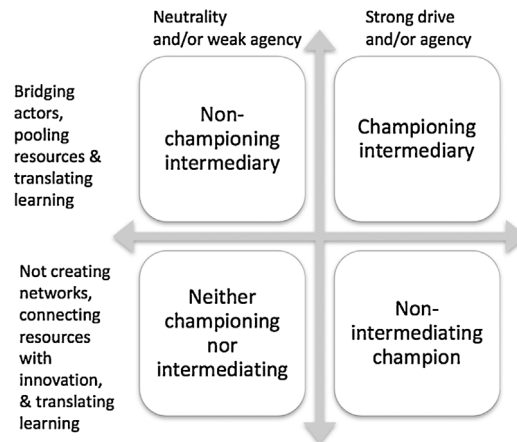 Neutrality
and/or weak agency
Strong drive
and/or agency
Bridging
actors,
pooling
resources &
translating
learning
Non-
championing
intermediary
Championing
intermediary
Not creating
networks,
connecting
resources
with
innovation,
& translating
learning
Neither
championing
nor
intermediating
Non-
intermediating
champion